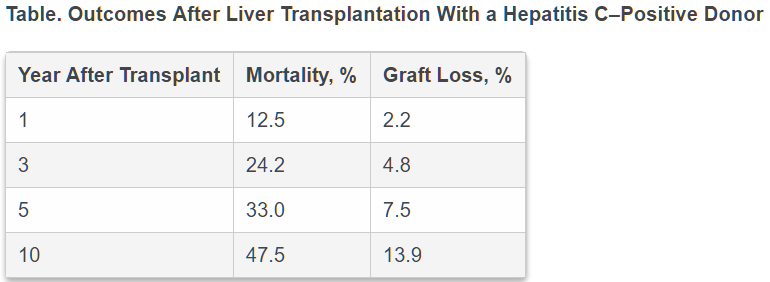 Table. Outcomes After Liver Transplantation With a Hepatitis C–Positive Donor
Year After Transplant Mortality, % Graft Loss, %
1 12.5 2.2
3 24.2 4.8
5 33.0 7.5
10 47.5 13.9